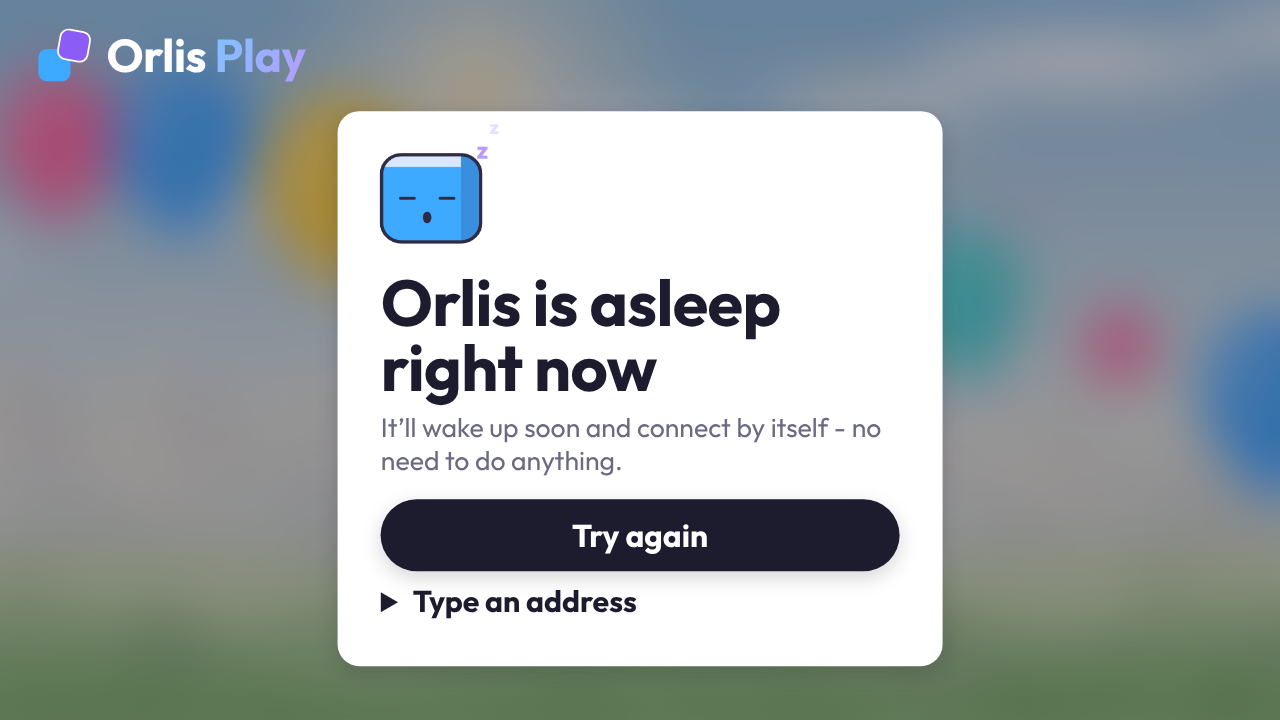 Orlis Play
z
z
Orlis is asleep
right now
It’ll wake up soon and connect by itself - no
need to do anything.
Try again
Type an address